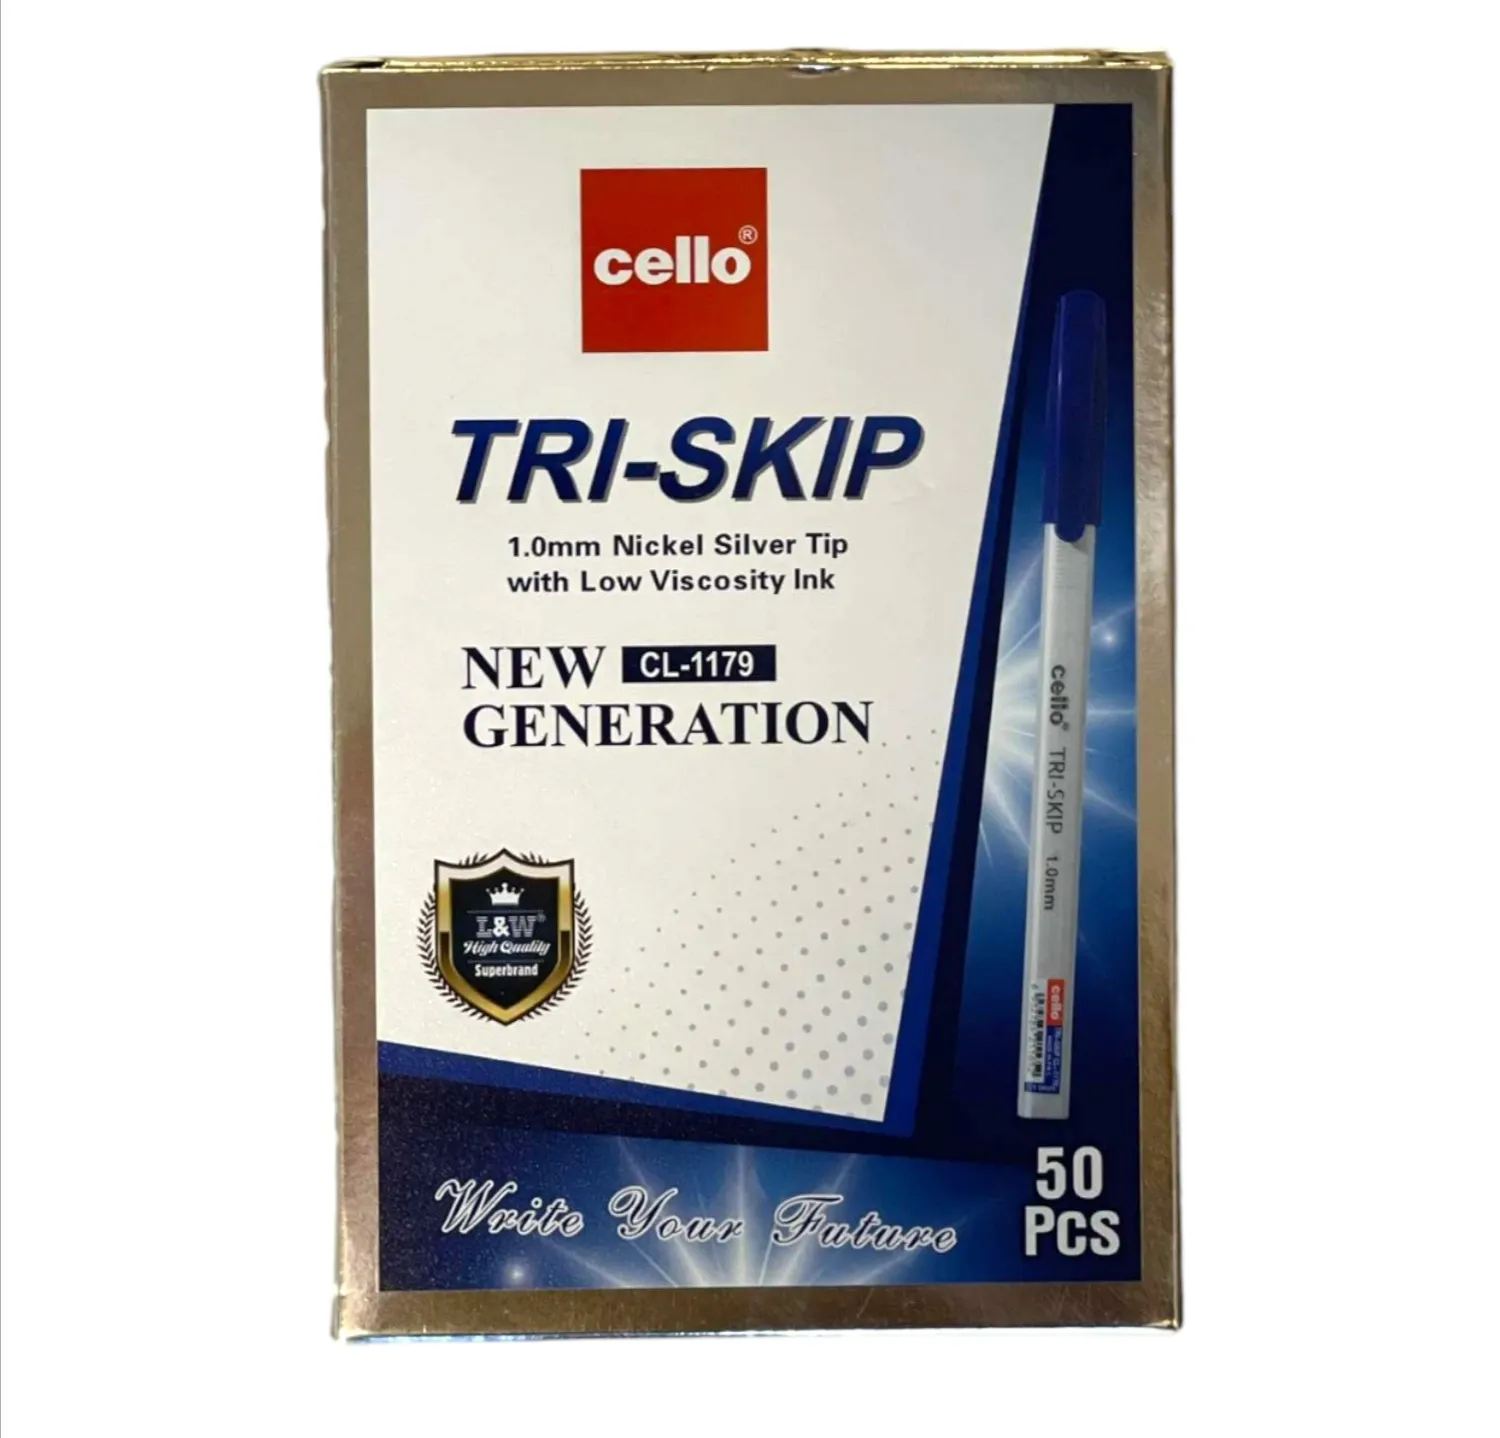 cello®
TRI-SKIP
1.0mm Nickel Silver Tip
with Low Viscosity Ink
NEW CL-1179
GENERATION
L&W®
High Quality
Superbrand
cello® TRI-SKIP 1.0mm
cello
Write Your Future
50
PCS